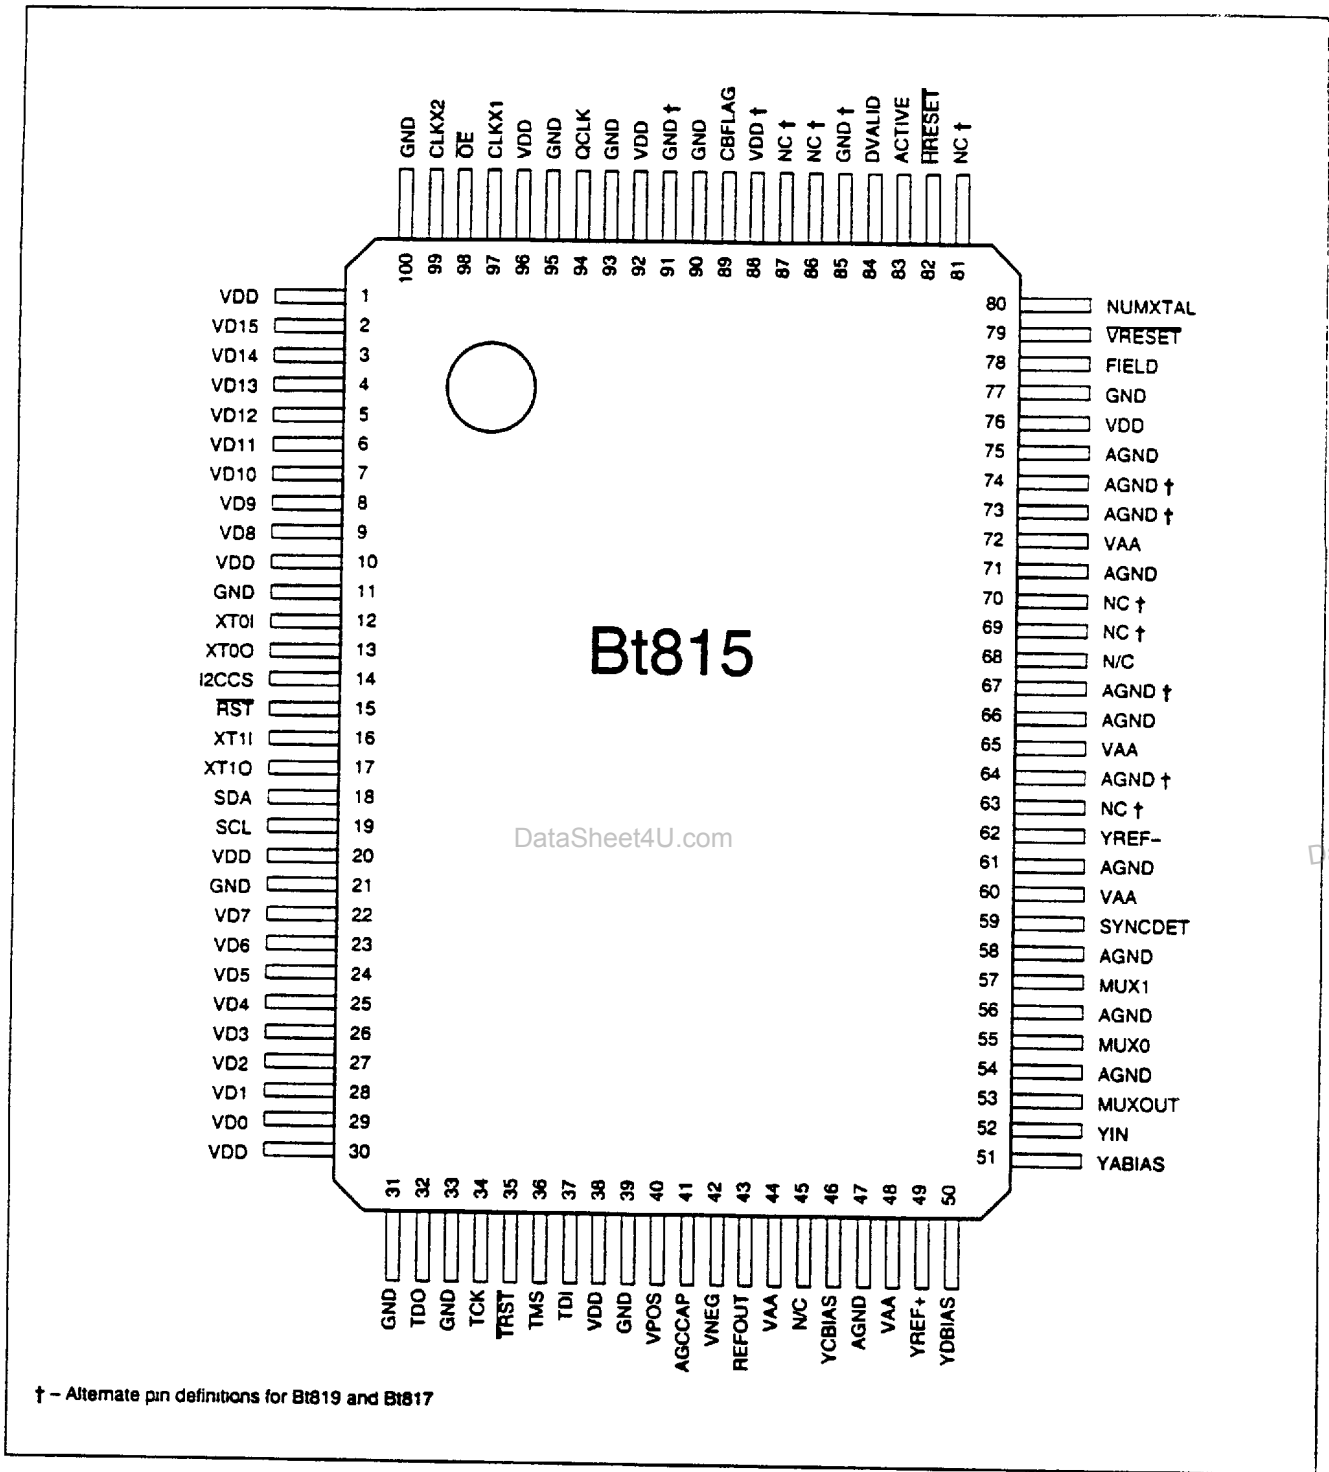 GND CLKX2 OE CLKX1 VDD GND QCLK GND VDD GND † GND CBFLAG VDD † NC † NC † GND † DVALID ACTIVE HRESET NC †
100 99 98 97 96 95 94 93 92 91 90 89 88 87 86 85 84 83 82 81
VDD 1
VD15 2
VD14 3
VD13 4
VD12 5
VD11 6
VD10 7
VD9 8
VD8 9
VDD 10
GND 11
XT0I 12
XT0O 13
I2CCS 14
RST 15
XT1I 16
XT1O 17
SDA 18
SCL 19
VDD 20
GND 21
VD7 22
VD6 23
VD5 24
VD4 25
VD3 26
VD2 27
VD1 28
VD0 29
VDD 30
Bt815
DataSheet4U.com
80 NUMXTAL
79 VRESET
78 FIELD
77 GND
76 VDD
75 AGND
74 AGND †
73 AGND †
72 VAA
71 AGND
70 NC †
69 NC †
68 N/C
67 AGND †
66 AGND
65 VAA
64 AGND †
63 NC †
62 YREF–
61 AGND
60 VAA
59 SYNCDET
58 AGND
57 MUX1
56 AGND
55 MUX0
54 AGND
53 MUXOUT
52 YIN
51 YABIAS
31 32 33 34 35 36 37 38 39 40 41 42 43 44 45 46 47 48 49 50
GND TDO GND TCK TRST TMS TDI VDD GND VPOS AGCCAP VNEG REFOUT VAA N/C YCBIAS AGND VAA YREF+ YDBIAS
† – Alternate pin definitions for Bt819 and Bt817